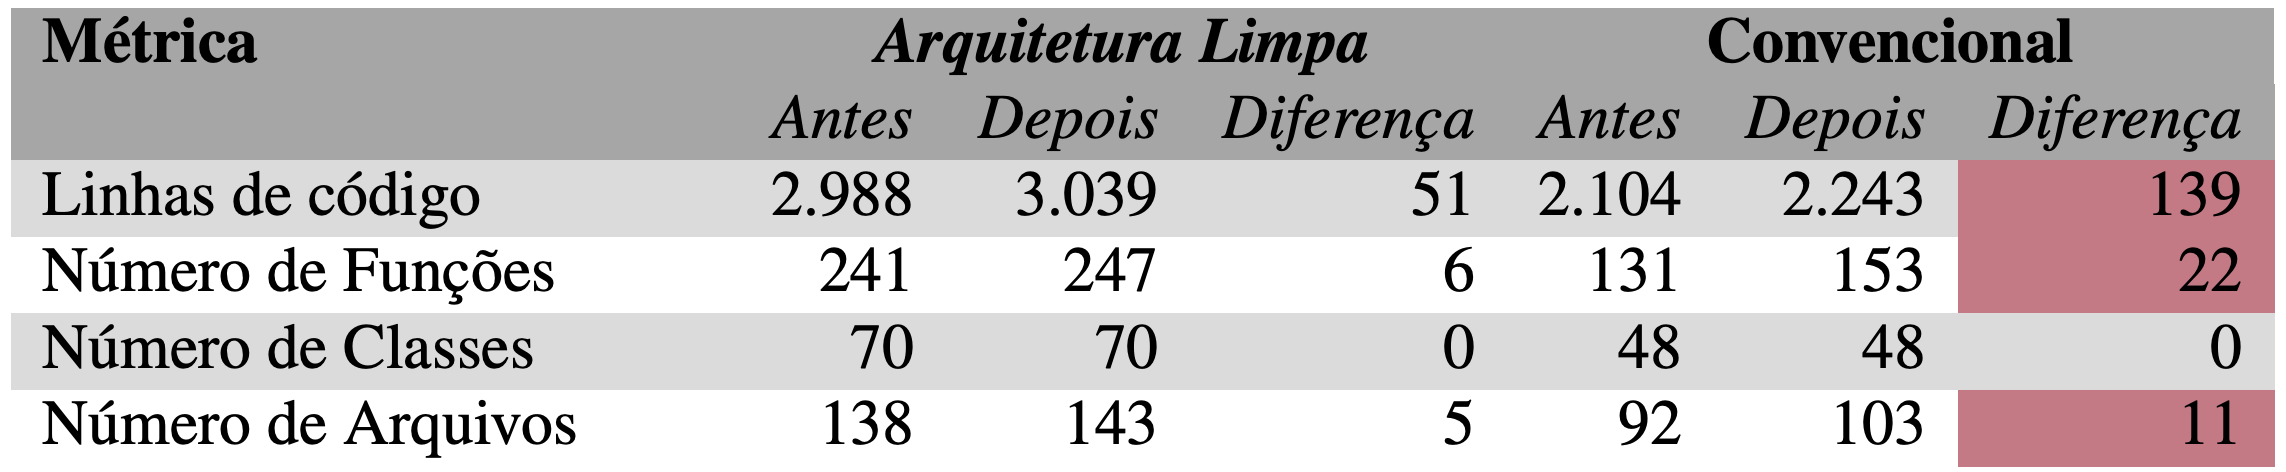 Métrica Arquitetura Limpa Convencional
Antes Depois Diferença Antes Depois Diferença
Linhas de código 2.988 3.039 51 2.104 2.243 139
Número de Funções 241 247 6 131 153 22
Número de Classes 70 70 0 48 48 0
Número de Arquivos 138 143 5 92 103 11